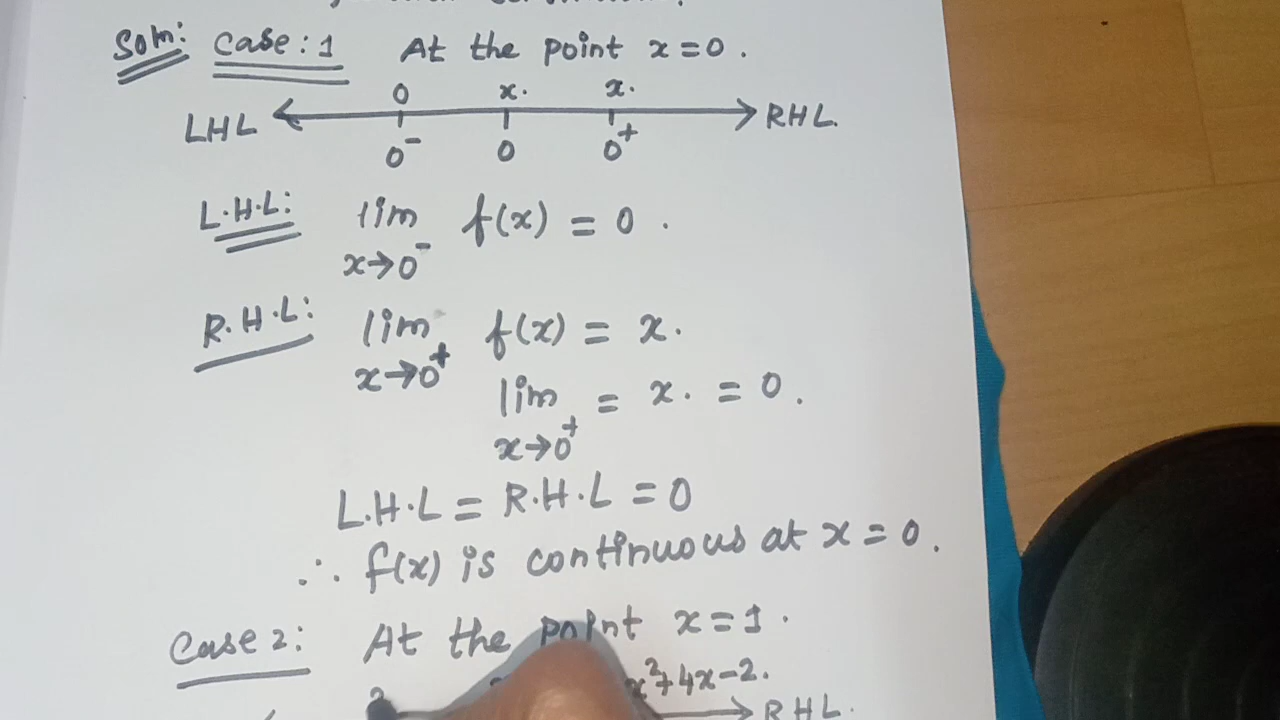 Soln: Case: 1 At the point x = 0 .
0 x. x.
LHL RHL.
0⁻ 0 0⁺
L.H.L: lim f(x) = 0 .
x→0⁻
R.H.L: lim f(x) = x.
x→0⁺
lim = x. = 0 .
x→0⁺
L.H.L = R.H.L = 0
∴ f(x) is continuous at x = 0 .
Case 2: At the point x = 1 .
x²+4x-2.
RHL.